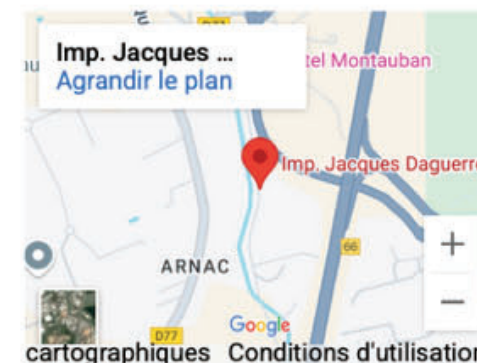 D77
Imp. Jacques ...
Agrandir le plan
tel Montauban
Imp. Jacques Daguerre
66
ARNAC
Google
D77
cartographiques Conditions d'utilisation